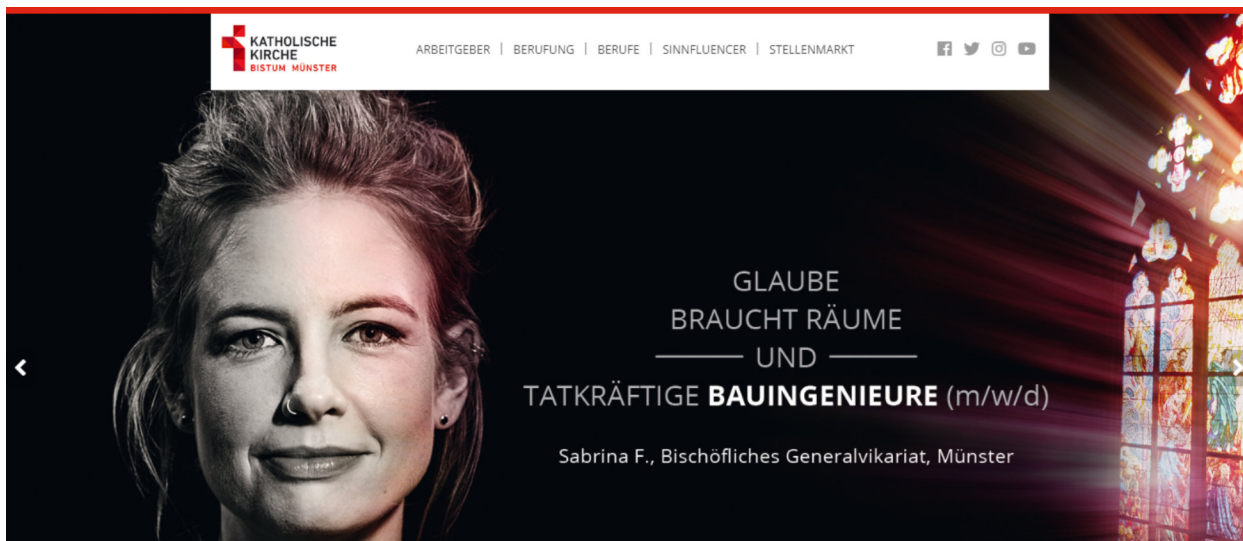 KATHOLISCHE
KIRCHE
BISTUM MÜNSTER
ARBEITGEBER | BERUFUNG | BERUFE | SINNFLUENCER | STELLENMARKT
GLAUBE
BRAUCHT RÄUME
UND
TATKRÄFTIGE BAUINGENIEURE (m/w/d)
Sabrina F., Bischöfliches Generalvikariat, Münster